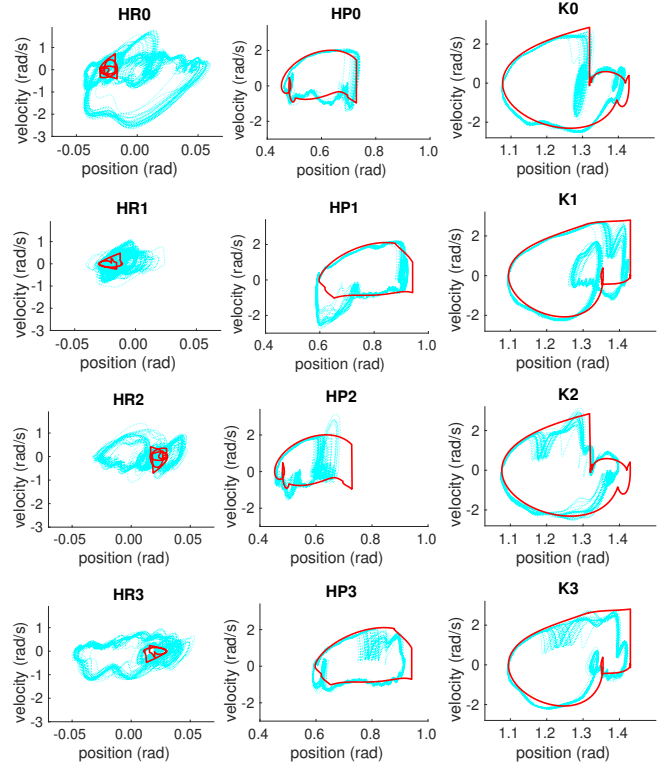 HR0 HP0 K0
velocity (rad/s) velocity (rad/s) velocity (rad/s)
1 0 -1 -2 -3
2 0 -2
2 0 -2
-0.05 0.00 0.05
0.4 0.6 0.8 1.0
1.1 1.2 1.3 1.4
position (rad) position (rad) position (rad)
HR1 HP1 K1
velocity (rad/s) velocity (rad/s) velocity (rad/s)
1 0 -1 -2 -3
2 0 -2
2 0 -2
-0.05 0.00 0.05
0.4 0.6 0.8 1.0
1.1 1.2 1.3 1.4
position (rad) position (rad) position (rad)
HR2 HP2 K2
velocity (rad/s) velocity (rad/s) velocity (rad/s)
2 1 0 -1 -2 -3
2 0 -2
2 0 -2
-0.05 0.00 0.05
0.4 0.6 0.8 1.0
1.1 1.2 1.3 1.4
position (rad) position (rad) position (rad)
HR3 HP3 K3
velocity (rad/s) velocity (rad/s) velocity (rad/s)
2 1 0 -1 -2 -3
2 0 -2
2 0 -2
-0.05 0.00 0.05
0.4 0.6 0.8 1.0
1.1 1.2 1.3 1.4
position (rad) position (rad) position (rad)